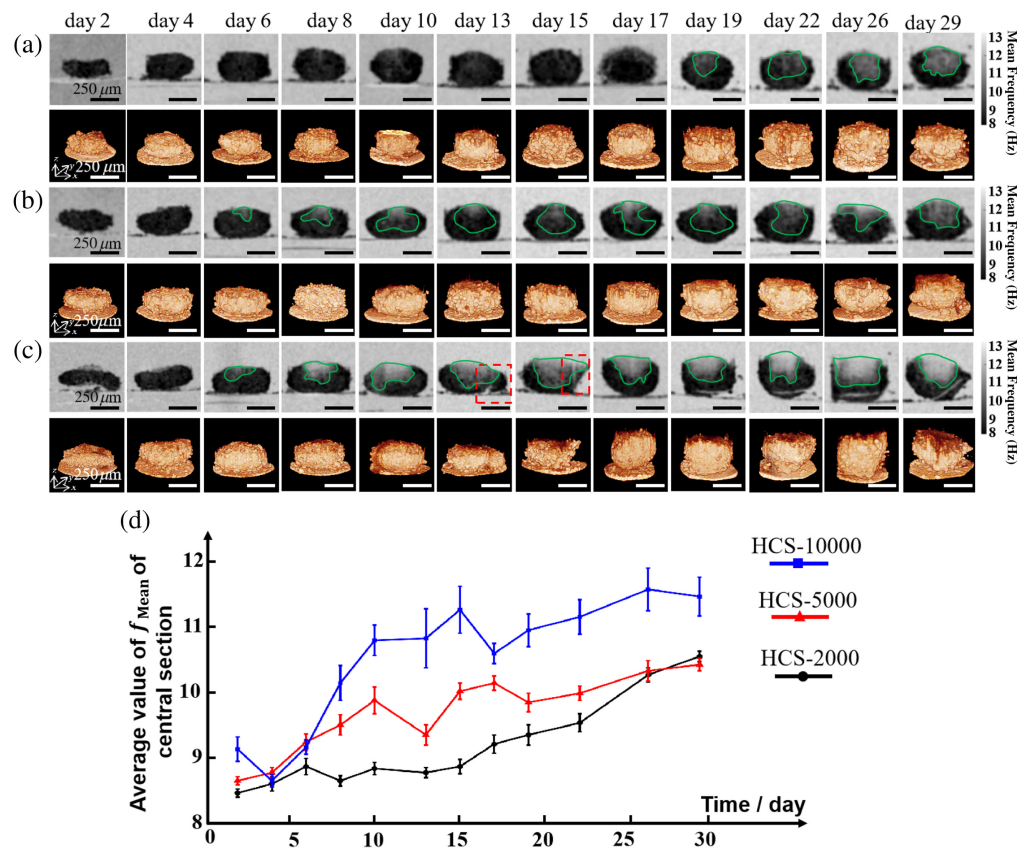 day 2 day 4 day 6 day 8 day 10 day 13 day 15 day 17 day 19 day 22 day 26 day 29
(a)
250 μm
13
12
11
10
9
8
Mean Frequency (Hz)
z y x 250 μm
(b)
250 μm
13
12
11
10
9
8
Mean Frequency (Hz)
z y x 250 μm
(c)
250 μm
13
12
11
10
9
8
Mean Frequency (Hz)
z y x 250 μm
(d)
Average value of f Mean of
central section
12
11
10
9
8
0 5 10 15 20 25 30
Time / day
HCS-10000
HCS-5000
HCS-2000